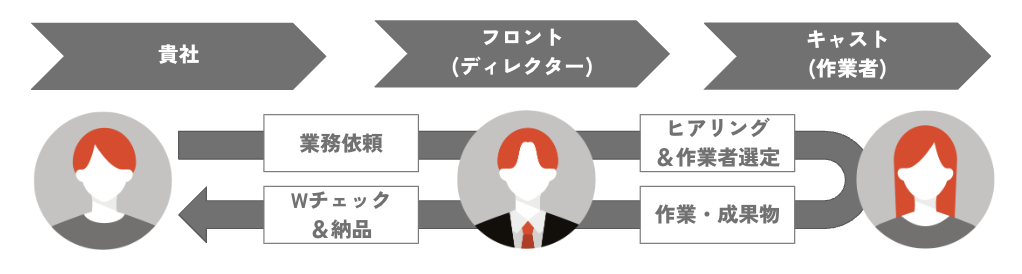 貴社
フロント
(ディレクター)
キャスト
(作業者)
業務依頼
ヒアリング
＆作業者選定
Wチェック
＆納品
作業・成果物